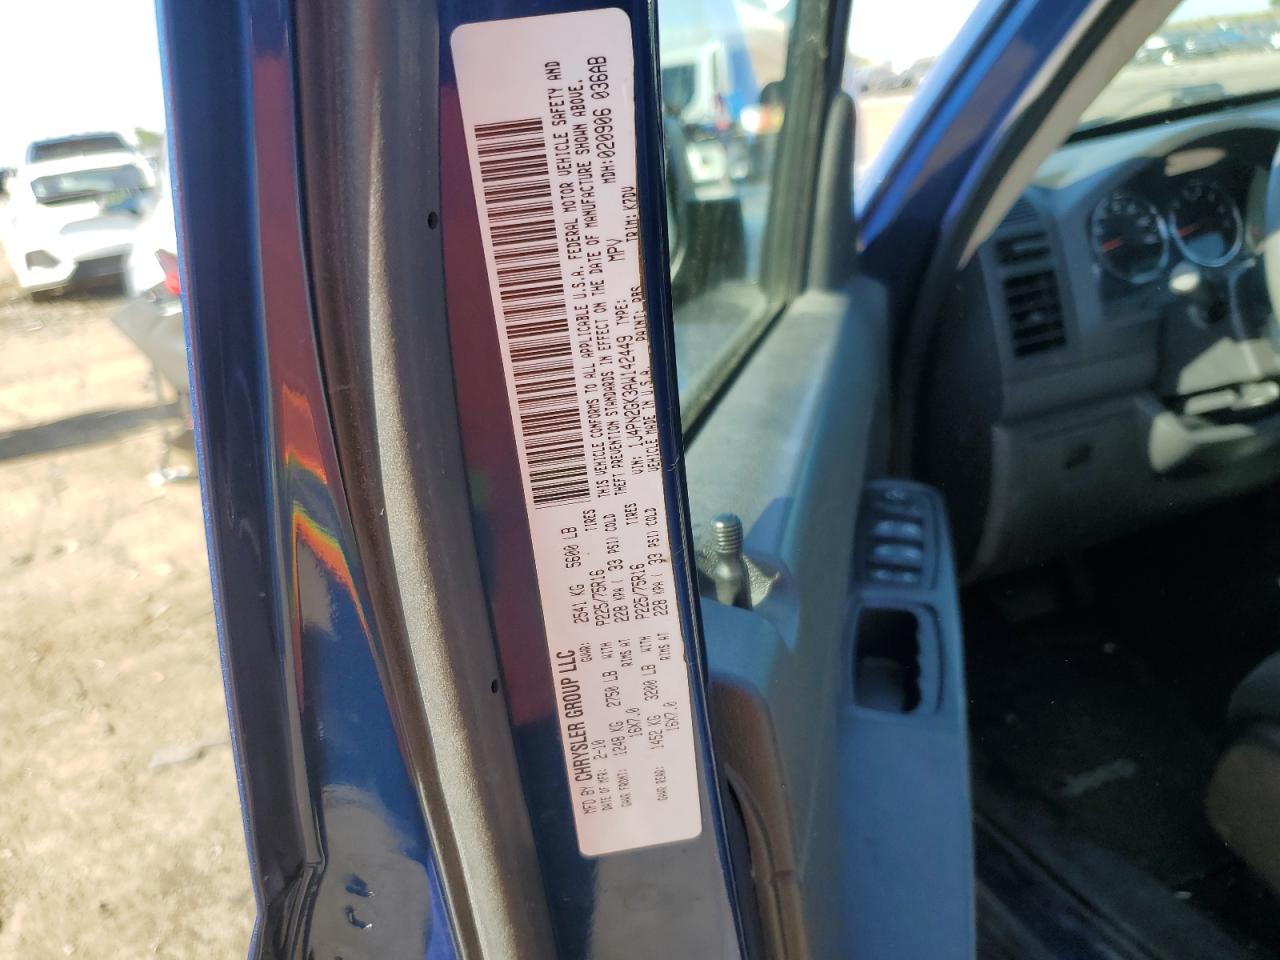 MFD BY CHRYSLER GROUP LLC
DATE OF MFR: 2-10 GVWR: 2541 KG 5600 LB
GAWR FRONT: 1248 KG 2750 LB WITH P225/75R16 TIRES
16X7.0 RIMS AT 228 KPA ( 33 PSI) COLD
GAWR REAR: 1452 KG 3200 LB WITH P225/75R16 TIRES
16X7.0 RIMS AT 228 KPA ( 33 PSI) COLD
THIS VEHICLE CONFORMS TO ALL APPLICABLE U.S.A. FEDERAL MOTOR VEHICLE SAFETY AND
THEFT PREVENTION STANDARDS IN EFFECT ON THE DATE OF MANUFACTURE SHOWN ABOVE.
VIN: 1J4PN2GK3AW142449 TYPE: MPV MDH:020906 036AB
VEHICLE MADE IN U.S.A. PAINT: TRIM: K7DV